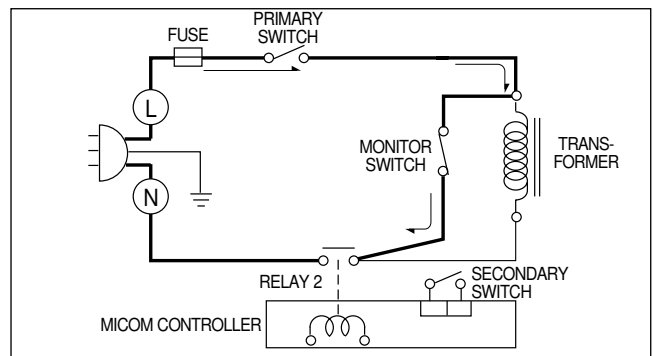 PRIMARY
SWITCH
FUSE
L
MONITOR
SWITCH
TRANS-
FORMER
N
RELAY 2
SECONDARY
SWITCH
MICOM CONTROLLER